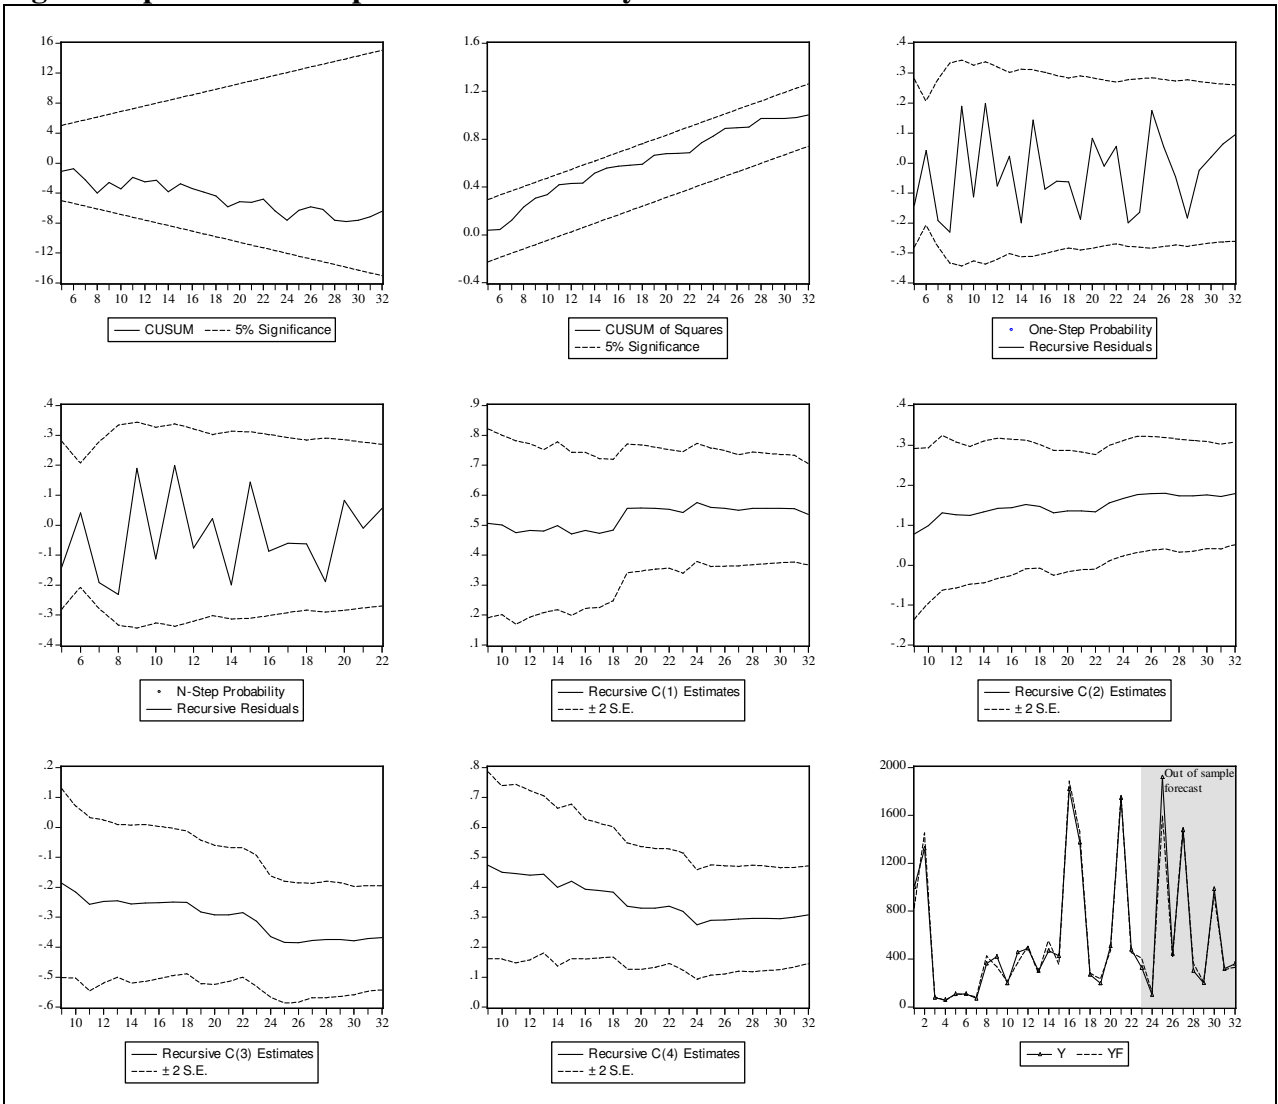 16
12
8
4
0
-4
-8
-12
-16
6 8 10 12 14 16 18 20 22 24 26 28 30 32
CUSUM 5% Significance
1.6
1.2
0.8
0.4
0.0
-0.4
6 8 10 12 14 16 18 20 22 24 26 28 30 32
CUSUM of Squares
5% Significance
.4
.3
.2
.1
.0
-.1
-.2
-.3
-.4
6 8 10 12 14 16 18 20 22 24 26 28 30 32
One-Step Probability
Recursive Residuals
.4
.3
.2
.1
.0
-.1
-.2
-.3
-.4
6 8 10 12 14 16 18 20 22
N-Step Probability
Recursive Residuals
.9
.8
.7
.6
.5
.4
.3
.2
.1
10 12 14 16 18 20 22 24 26 28 30 32
Recursive C(1) Estimates
± 2 S.E.
.4
.3
.2
.1
.0
-.1
-.2
10 12 14 16 18 20 22 24 26 28 30 32
Recursive C(2) Estimates
± 2 S.E.
.2
.1
.0
-.1
-.2
-.3
-.4
-.5
-.6
10 12 14 16 18 20 22 24 26 28 30 32
Recursive C(3) Estimates
± 2 S.E.
.8
.7
.6
.5
.4
.3
.2
.1
.0
10 12 14 16 18 20 22 24 26 28 30 32
Recursive C(4) Estimates
± 2 S.E.
2000
1600
1200
800
400
0
Out of sample
forecast
2 4 6 8 10 12 14 16 18 20 22 24 26 28 30 32
Y YF